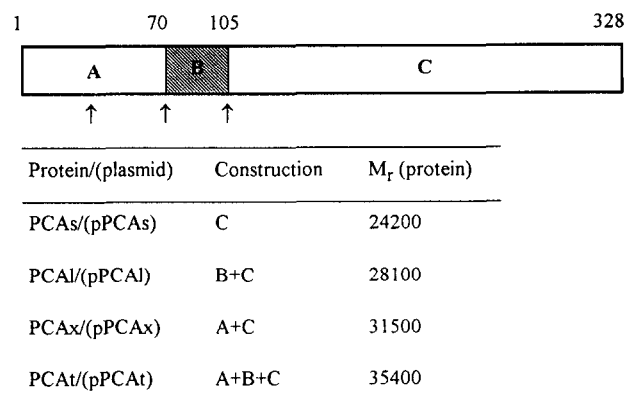 1 70 105 328
A B C
↑ ↑ ↑
Protein/(plasmid) Construction Mr (protein)
PCAs/(pPCAs) C 24200
PCAl/(pPCAl) B+C 28100
PCAx/(pPCAx) A+C 31500
PCAt/(pPCAt) A+B+C 35400